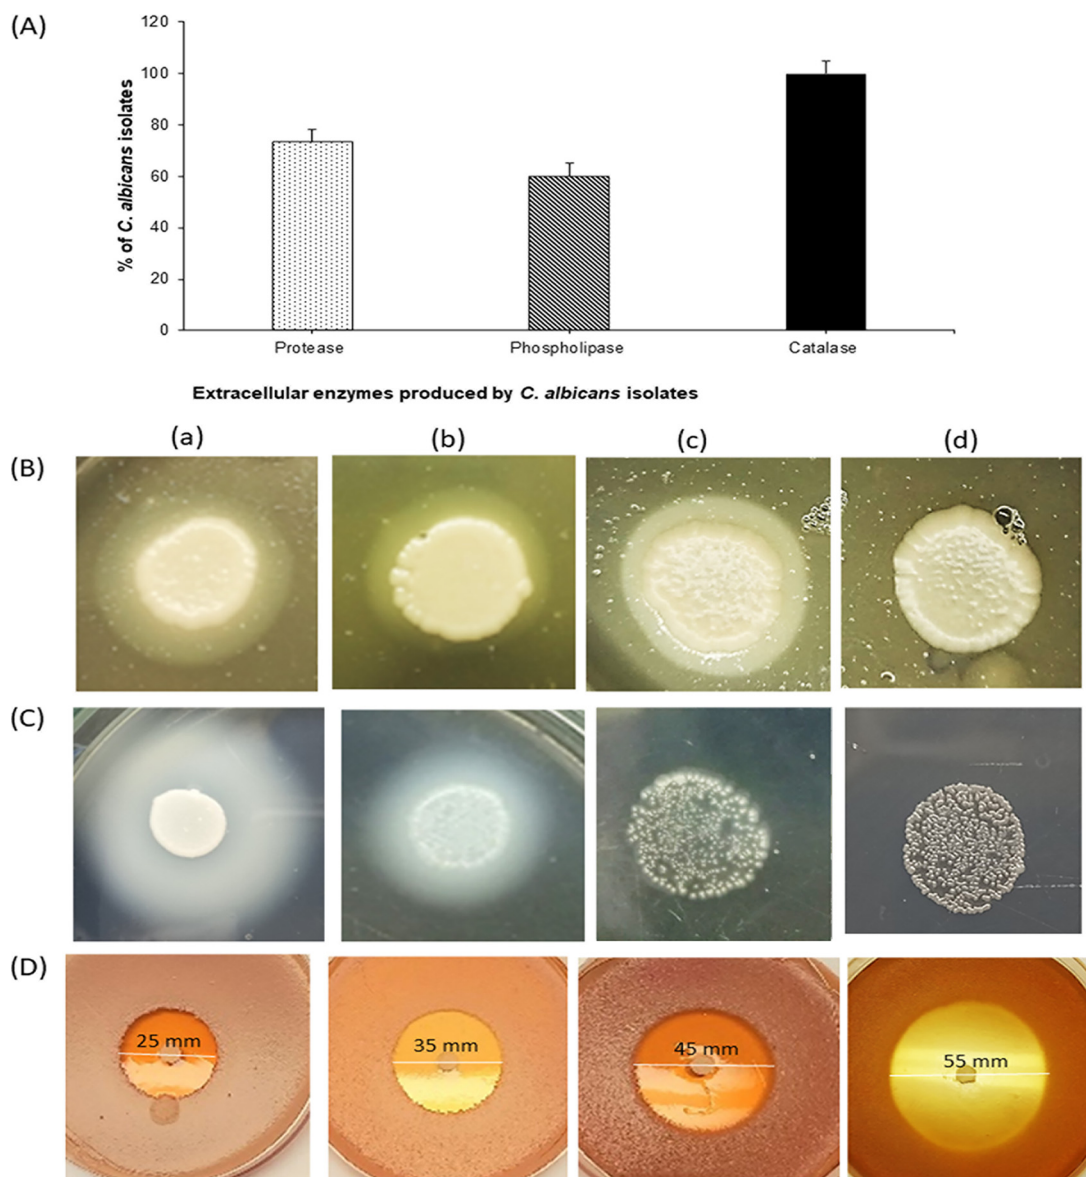 (A)
120
100
80
60
40
20
0
% of C. albicans isolates
Protease Phospholipase Catalase
Extracellular enzymes produced by C. albicans isolates
(a) (b) (c) (d)
(B)
(C)
(D)
25 mm 35 mm 45 mm 55 mm